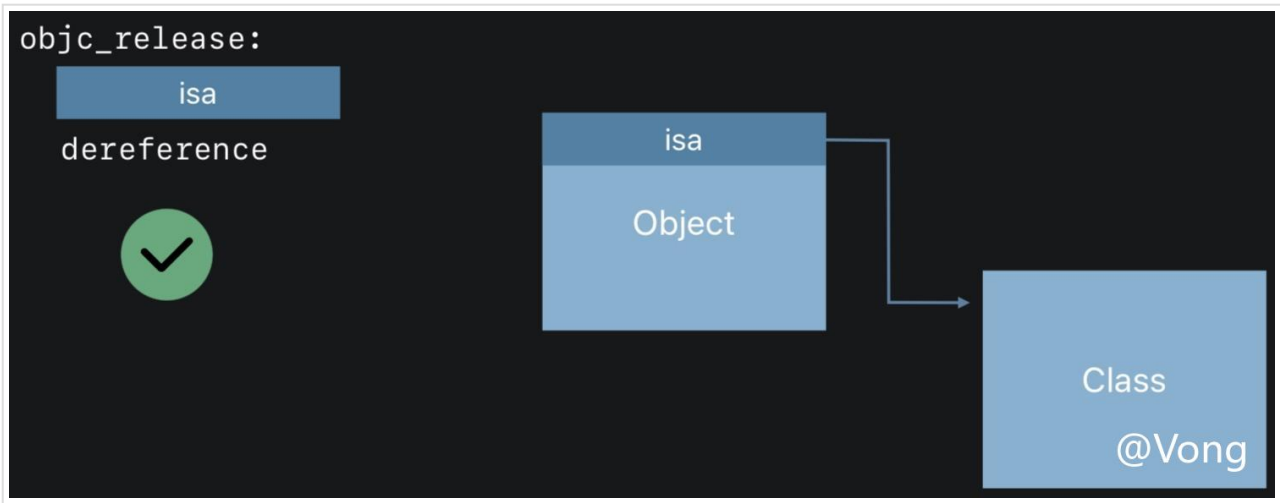 objc_release:
isa
dereference
isa
Object
Class
@Vong